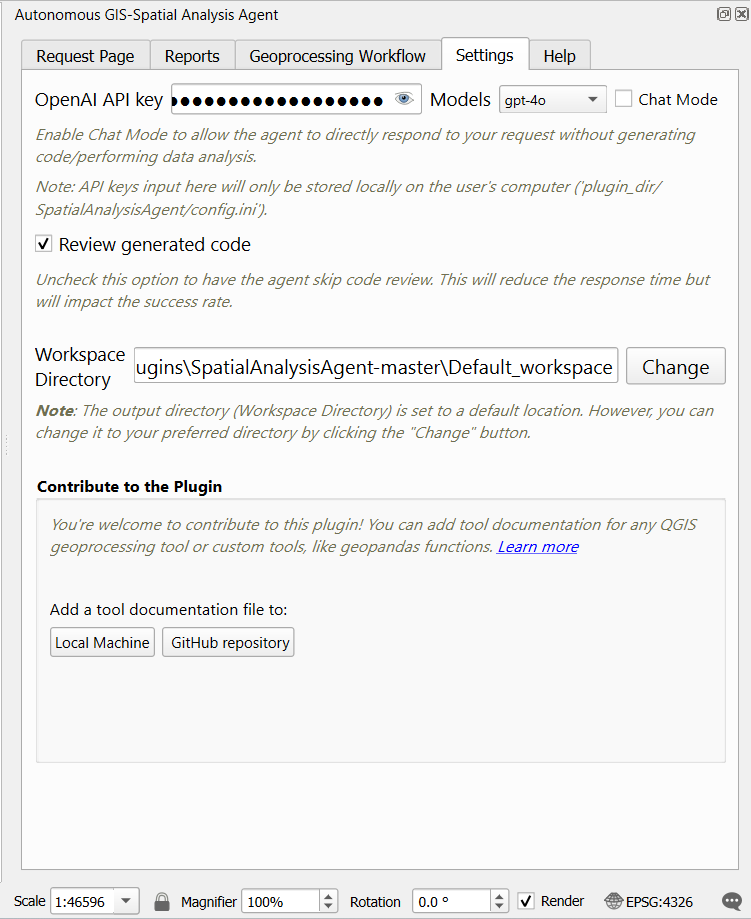 Autonomous GIS-Spatial Analysis Agent
Request Page Reports Geoprocessing Workflow Settings Help
OpenAI API key ●●●●●●●●●●●●●●●●●● Models gpt-4o Chat Mode
Enable Chat Mode to allow the agent to directly respond to your request without generating
code/performing data analysis.
Note: API keys input here will only be stored locally on the user's computer ('plugin_dir/
SpatialAnalysisAgent/config.ini').
Review generated code
Uncheck this option to have the agent skip code review. This will reduce the response time but
will impact the success rate.
Workspace
Directory
ugins\SpatialAnalysisAgent-master\Default_workspace Change
Note: The output directory (Workspace Directory) is set to a default location. However, you can
change it to your preferred directory by clicking the "Change" button.
Contribute to the Plugin
You're welcome to contribute to this plugin! You can add tool documentation for any QGIS
geoprocessing tool or custom tools, like geopandas functions. Learn more
Add a tool documentation file to:
Local Machine GitHub repository
Scale 1:46596 Magnifier 100% Rotation 0.0 ° Render EPSG:4326